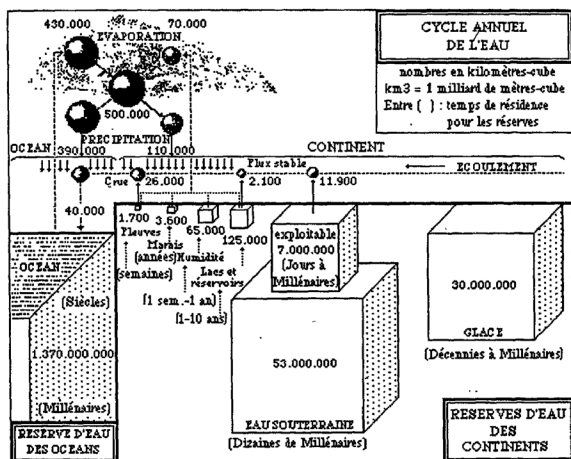 430.000
70.000
EVAPORATION
500.000
PRECIPITATION
OCEAN
390.000
110.000
CONTINENT
Flux stable
ECOULEMENT
Crue
26.000
2.100
11.900
40.000
CYCLE ANNUEL
DE L'EAU
nombres en kilomètres-cube
km3 = 1 milliard de mètres-cube
Entre ( ) : temps de résidence
pour les réserves
1.700
3.600
65.000
125.000
Fleuves
(semaines)
Marais
(années)
Humidité
(1 sem.-1 an)
Lacs et
réservoirs
(1-10 ans)
exploitable
7.000.000
(Jours à
Millénaires)
53.000.000
EAU SOUTERRAINE
(Dizaines de Millénaires)
30.000.000
GLACE
(Décennies à Millénaires)
OCEAN
(Siècles)
1.370.000.000
(Millénaires)
RESERVE D'EAU
DES OCEANS
RESERVES D'EAU
DES
CONTINENTS